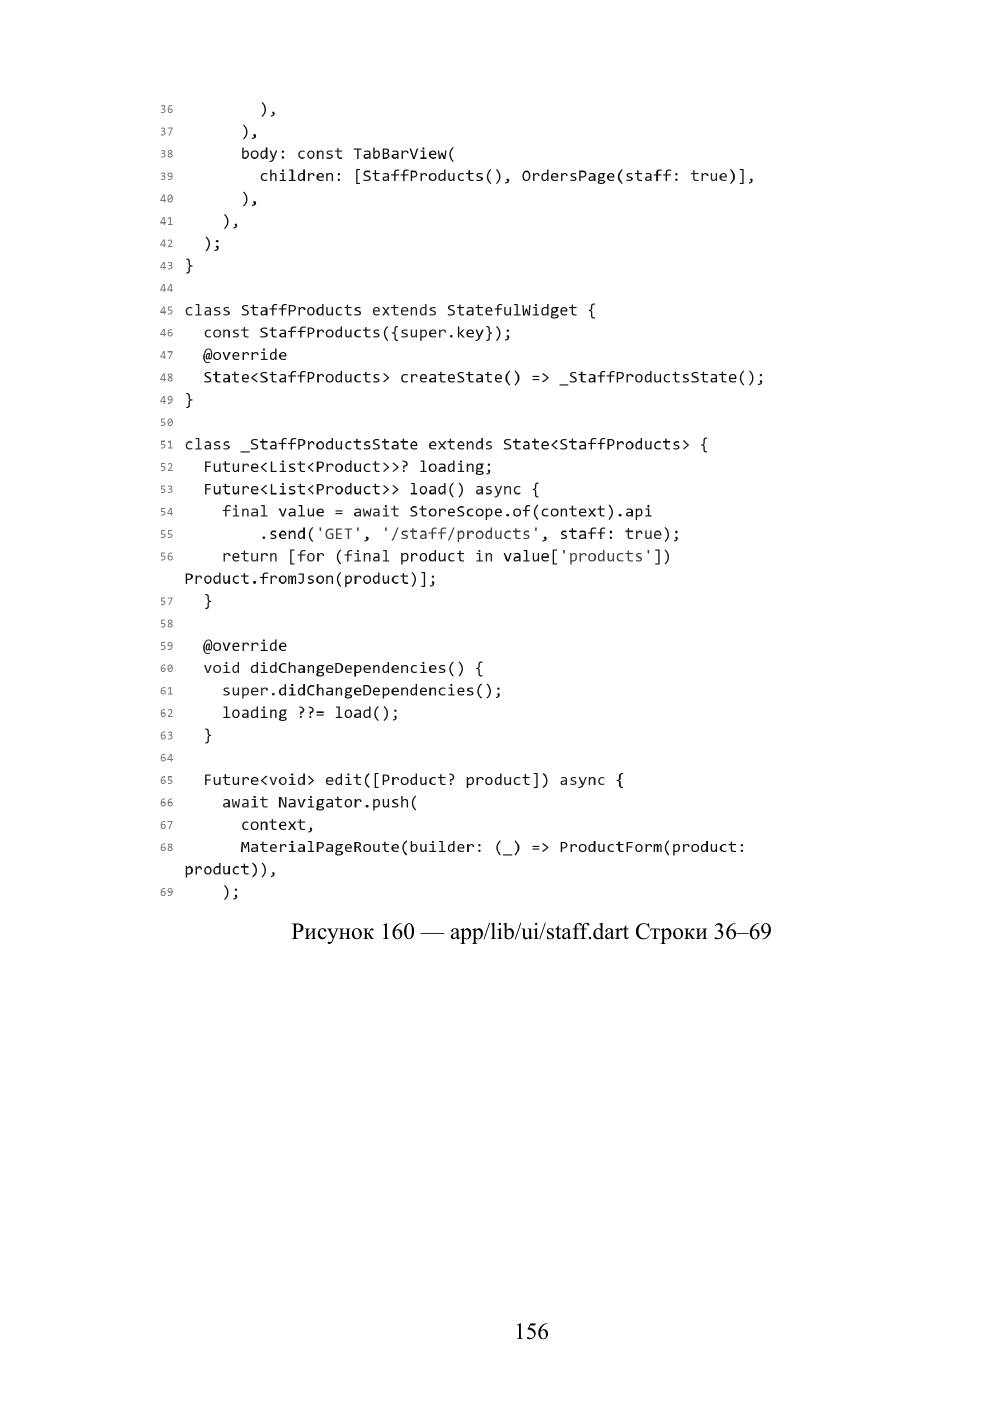 36         ),
37       ),
38       body: const TabBarView(
39         children: [StaffProducts(), OrdersPage(staff: true)],
40       ),
41     ),
42   );
43 }
44
45 class StaffProducts extends StatefulWidget {
46   const StaffProducts({super.key});
47   @override
48   State<StaffProducts> createState() => _StaffProductsState();
49 }
50
51 class _StaffProductsState extends State<StaffProducts> {
52   Future<List<Product>>? loading;
53   Future<List<Product>> load() async {
54     final value = await StoreScope.of(context).api
55         .send('GET', '/staff/products', staff: true);
56     return [for (final product in value['products'])
Product.fromJson(product)];
57   }
58
59   @override
60   void didChangeDependencies() {
61     super.didChangeDependencies();
62     loading ??= load();
63   }
64
65   Future<void> edit([Product? product]) async {
66     await Navigator.push(
67       context,
68       MaterialPageRoute(builder: (_) => ProductForm(product:
product)),
69     );
Рисунок 160 — app/lib/ui/staff.dart Строки 36–69
156